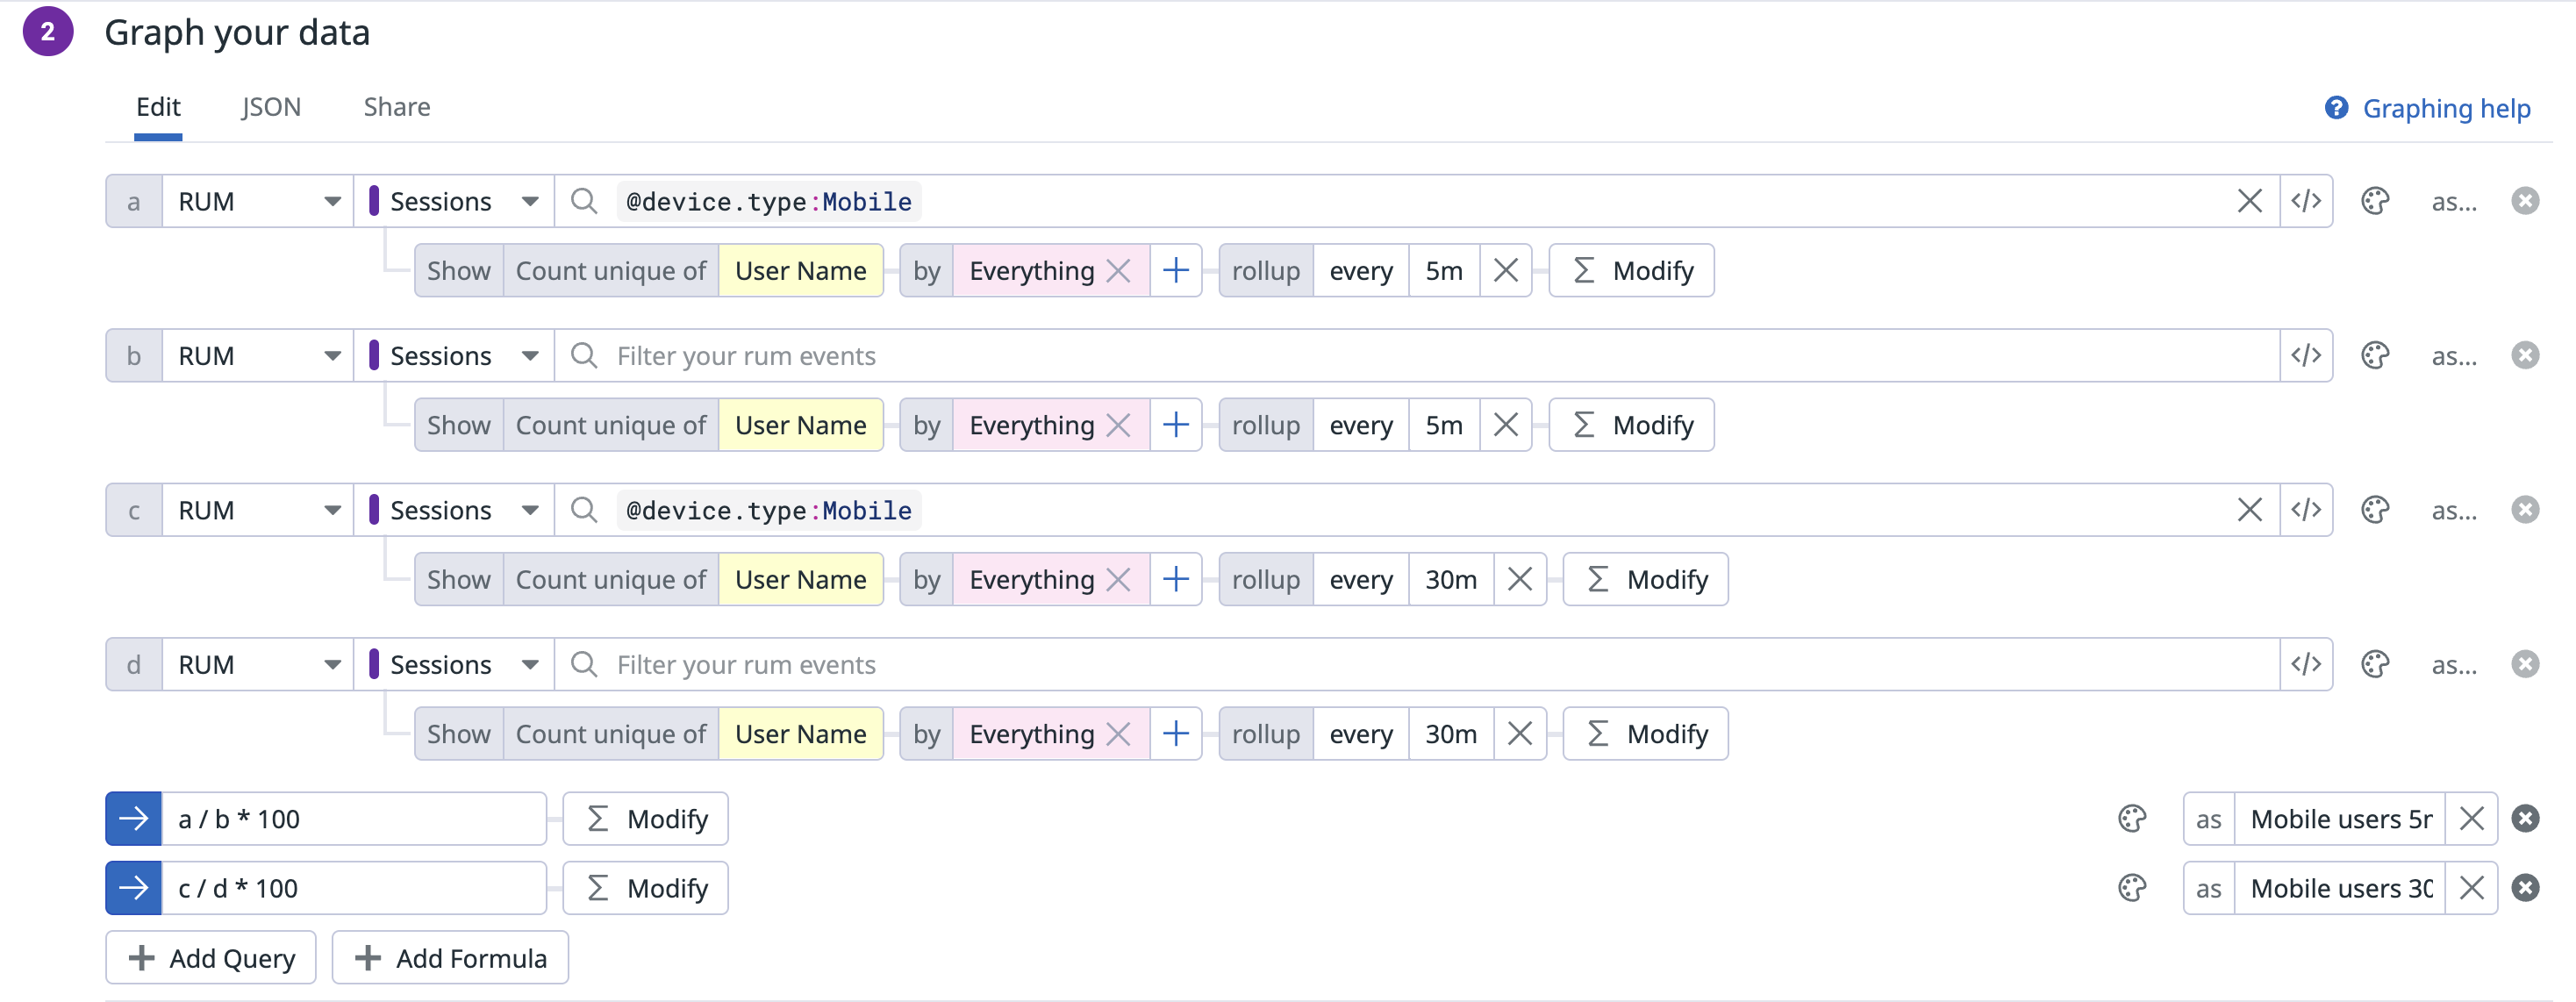 2 Graph your data
Edit JSON Share Graphing help
a RUM Sessions @device.type:Mobile </> as...
Show Count unique of User Name by Everything rollup every 5m Σ Modify
b RUM Sessions Filter your rum events </> as...
Show Count unique of User Name by Everything rollup every 5m Σ Modify
c RUM Sessions @device.type:Mobile </> as...
Show Count unique of User Name by Everything rollup every 30m Σ Modify
d RUM Sessions Filter your rum events </> as...
Show Count unique of User Name by Everything rollup every 30m Σ Modify
a / b * 100 Σ Modify as Mobile users
c / d * 100 Σ Modify as Mobile users 30
Add Query Add Formula